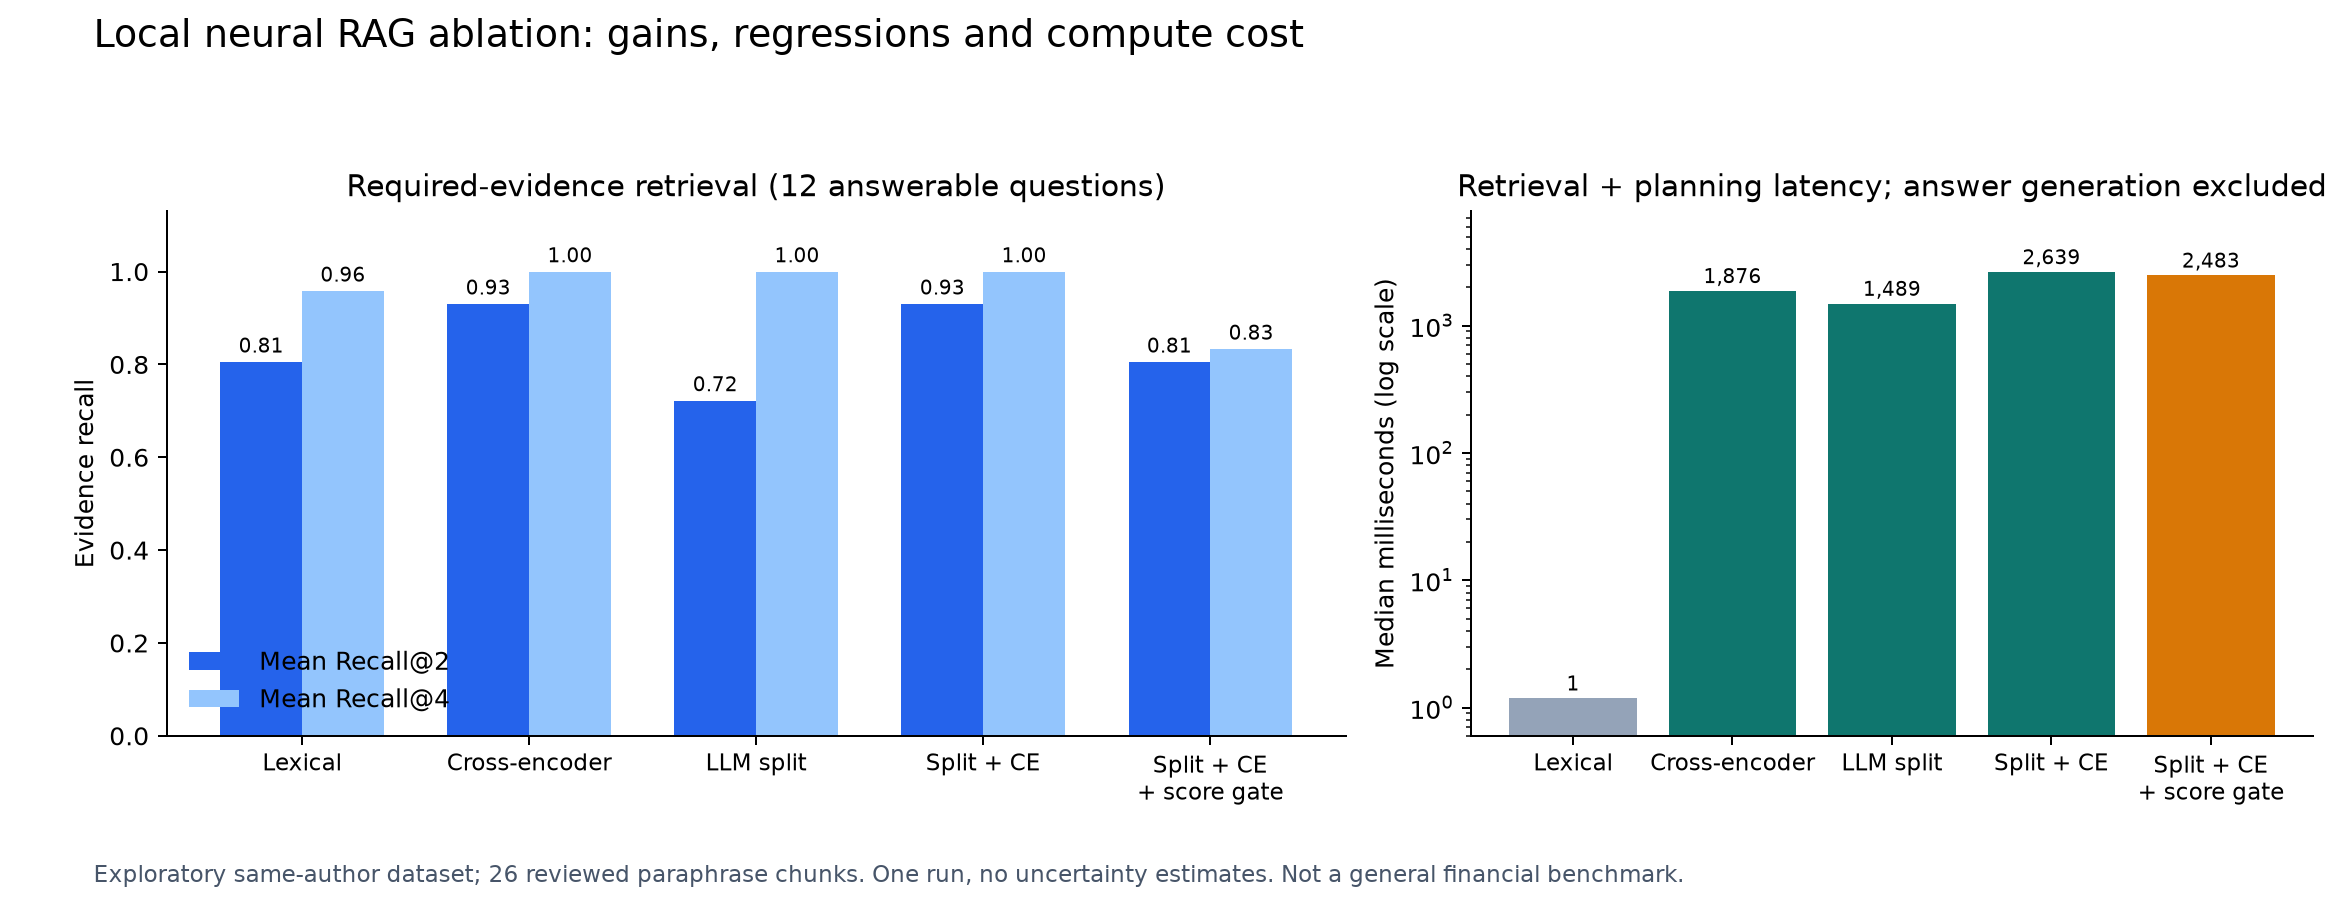 Local neural RAG ablation: gains, regressions and compute cost
Required-evidence retrieval (12 answerable questions)
Evidence recall
1.0
0.8
0.6
0.4
0.2
0.0
0.81
0.96
0.93
1.00
0.72
1.00
0.93
1.00
0.81
0.83
Mean Recall@2
Mean Recall@4
Lexical
Cross-encoder
LLM split
Split + CE
Split + CE
+ score gate
Retrieval + planning latency; answer generation excluded
Median milliseconds (log scale)
10³
10²
10¹
10⁰
1
1,876
1,489
2,639
2,483
Lexical
Cross-encoder
LLM split
Split + CE
Split + CE
+ score gate
Exploratory same-author dataset; 26 reviewed paraphrase chunks. One run, no uncertainty estimates. Not a general financial benchmark.